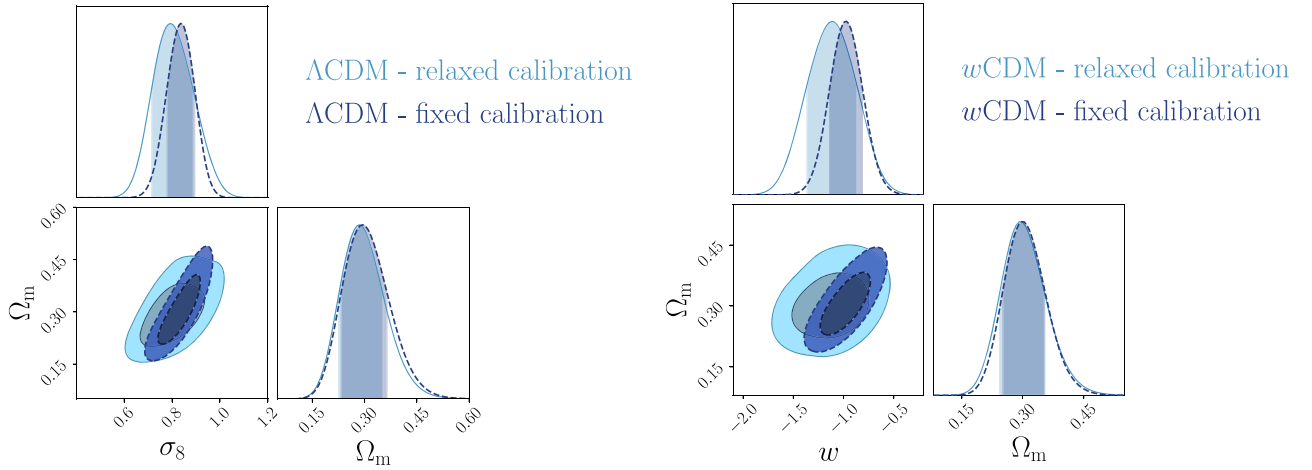 ΛCDM - relaxed calibration
ΛCDM - fixed calibration
0.60
0.45
0.30
0.15
Ωm
0.6
0.8
1.0
1.2
σ8
0.15
0.30
0.45
0.60
Ωm
wCDM - relaxed calibration
wCDM - fixed calibration
0.45
0.30
0.15
Ωm
−2.0
−1.5
−1.0
−0.5
w
0.15
0.30
0.45
Ωm